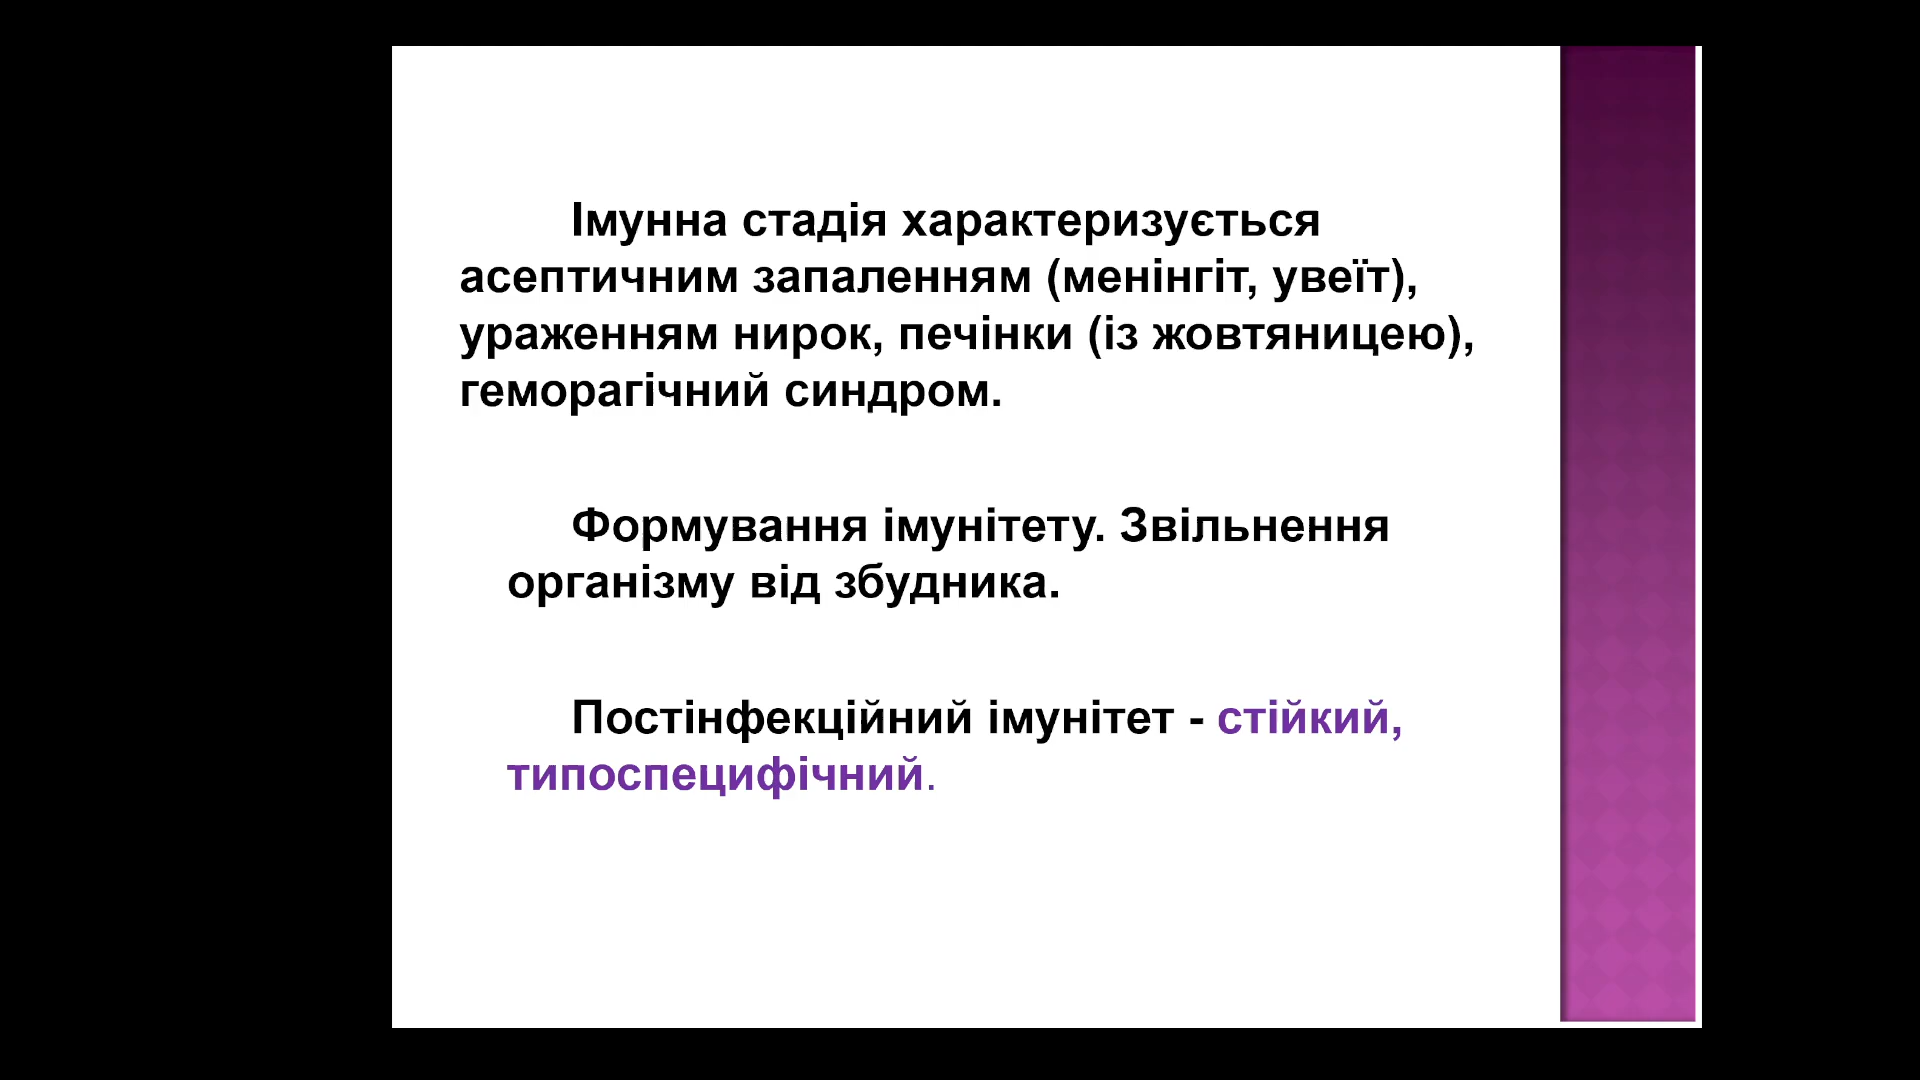 Імунна стадія характеризується
асептичним запаленням (менінгіт, увеїт),
ураженням нирок, печінки (із жовтяницею),
геморагічний синдром.
Формування імунітету. Звільнення
організму від збудника.
Постінфекційний імунітет - стійкий,
типоспецифічний.